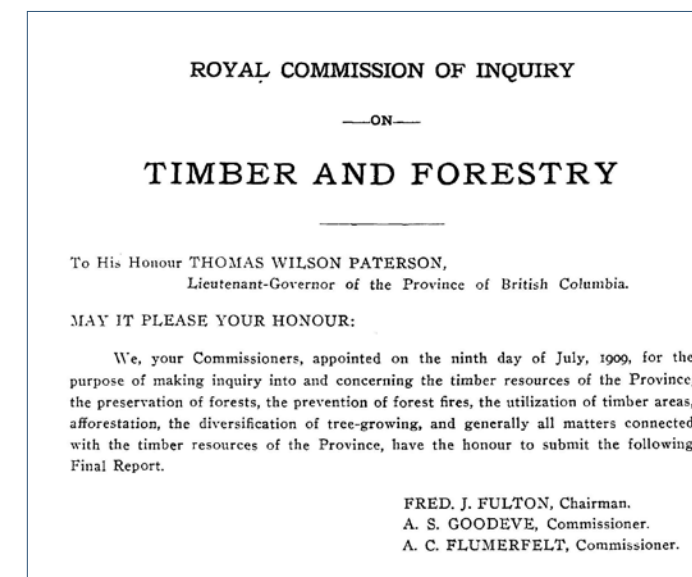 ROYAL COMMISSION OF INQUIRY
—ON—
TIMBER AND FORESTRY
To His Honour THOMAS WILSON PATERSON,
Lieutenant-Governor of the Province of British Columbia.
MAY IT PLEASE YOUR HONOUR:
We, your Commissioners, appointed on the ninth day of July, 1909, for the
purpose of making inquiry into and concerning the timber resources of the Province,
the preservation of forests, the prevention of forest fires, the utilization of timber areas,
afforestation, the diversification of tree-growing, and generally all matters connected
with the timber resources of the Province, have the honour to submit the following
Final Report.
FRED. J. FULTON, Chairman.
A. S. GOODEVE, Commissioner.
A. C. FLUMERFELT, Commissioner.